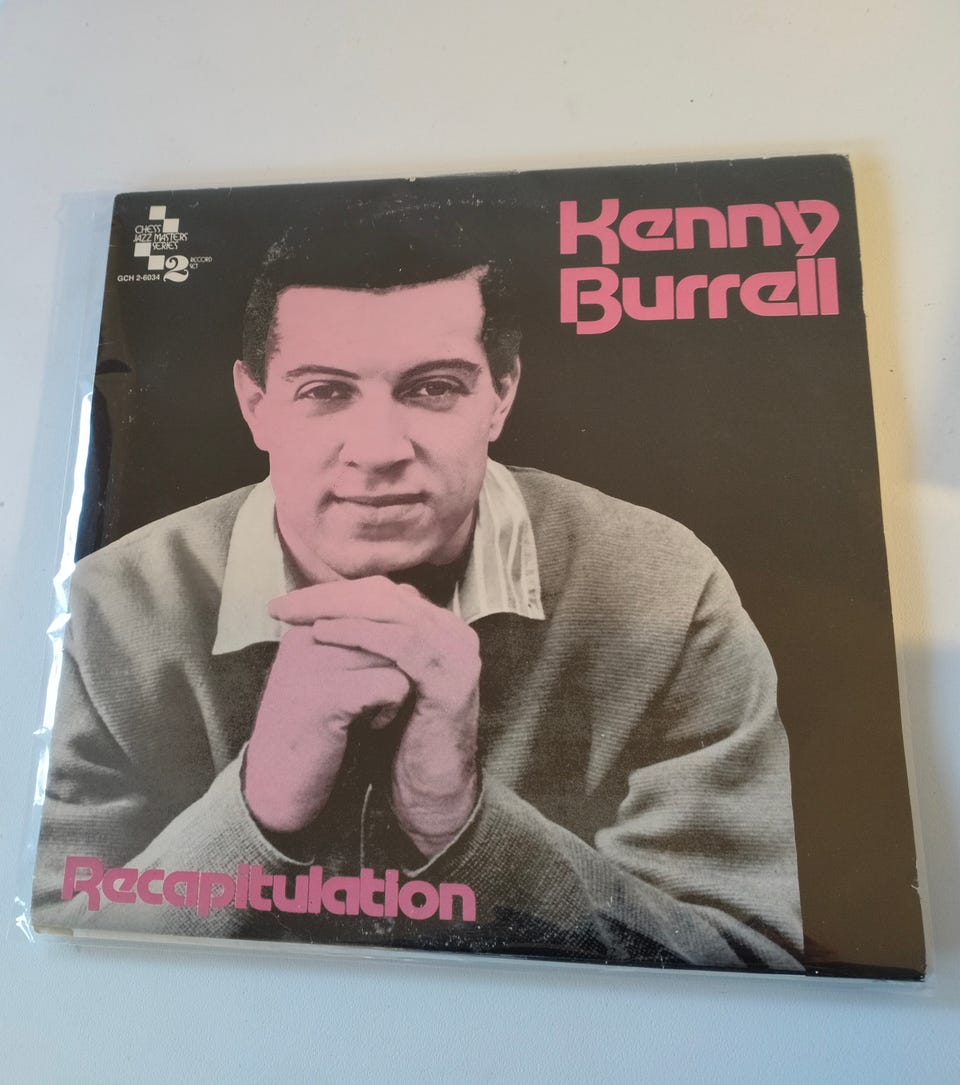 CHESS
JAZZ MASTERS
SERIES
2 RECORD
SET
GCH 2-6034
Kenny
Burrell
Recapitulation